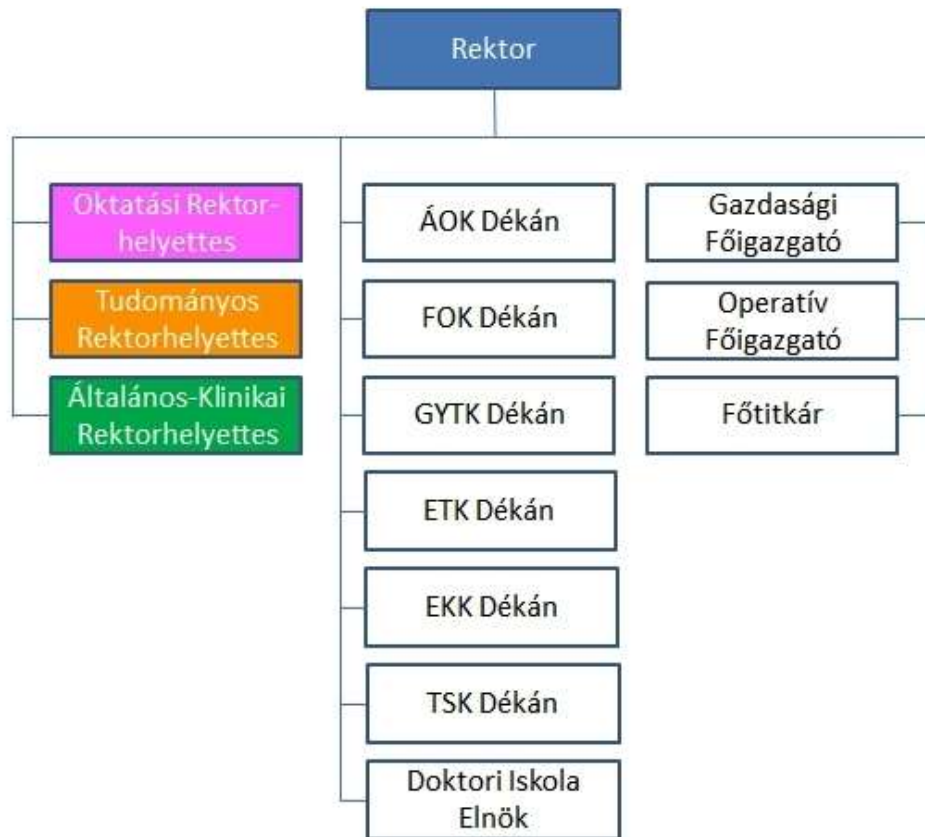 Rektor
Oktatási Rektor-
helyettes
Tudományos
Rektorhelyettes
Általános-Klinikai
Rektorhelyettes
ÁOK Dékán
FOK Dékán
GYTK Dékán
ETK Dékán
EKK Dékán
TSK Dékán
Doktori Iskola
Elnök
Gazdasági
Főigazgató
Operatív
Főigazgató
Főtitkár